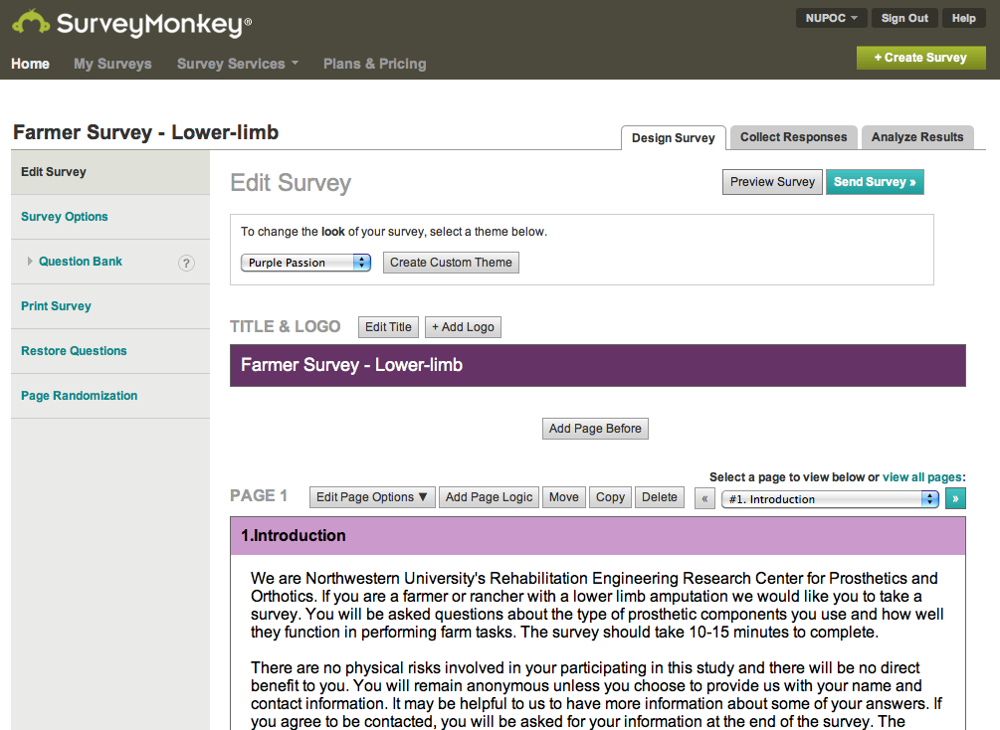 SurveyMonkey®
NUPOC
Sign Out
Help
Home
My Surveys
Survey Services
Plans & Pricing
+ Create Survey
Farmer Survey - Lower-limb
Design Survey
Collect Responses
Analyze Results
Edit Survey
Survey Options
Question Bank
?
Print Survey
Restore Questions
Page Randomization
Edit Survey
Preview Survey
Send Survey »
To change the look of your survey, select a theme below.
Purple Passion
Create Custom Theme
TITLE & LOGO
Edit Title
+ Add Logo
Farmer Survey - Lower-limb
Add Page Before
Select a page to view below or view all pages:
PAGE 1
Edit Page Options ▼
Add Page Logic
Move
Copy
Delete
«
#1. Introduction
»
1.Introduction
We are Northwestern University's Rehabilitation Engineering Research Center for Prosthetics and
Orthotics. If you are a farmer or rancher with a lower limb amputation we would like you to take a
survey. You will be asked questions about the type of prosthetic components you use and how well
they function in performing farm tasks. The survey should take 10-15 minutes to complete.
There are no physical risks involved in your participating in this study and there will be no direct
benefit to you. You will remain anonymous unless you choose to provide us with your name and
contact information. It may be helpful to us to have more information about some of your answers. If
you agree to be contacted, you will be asked for your information at the end of the survey. The